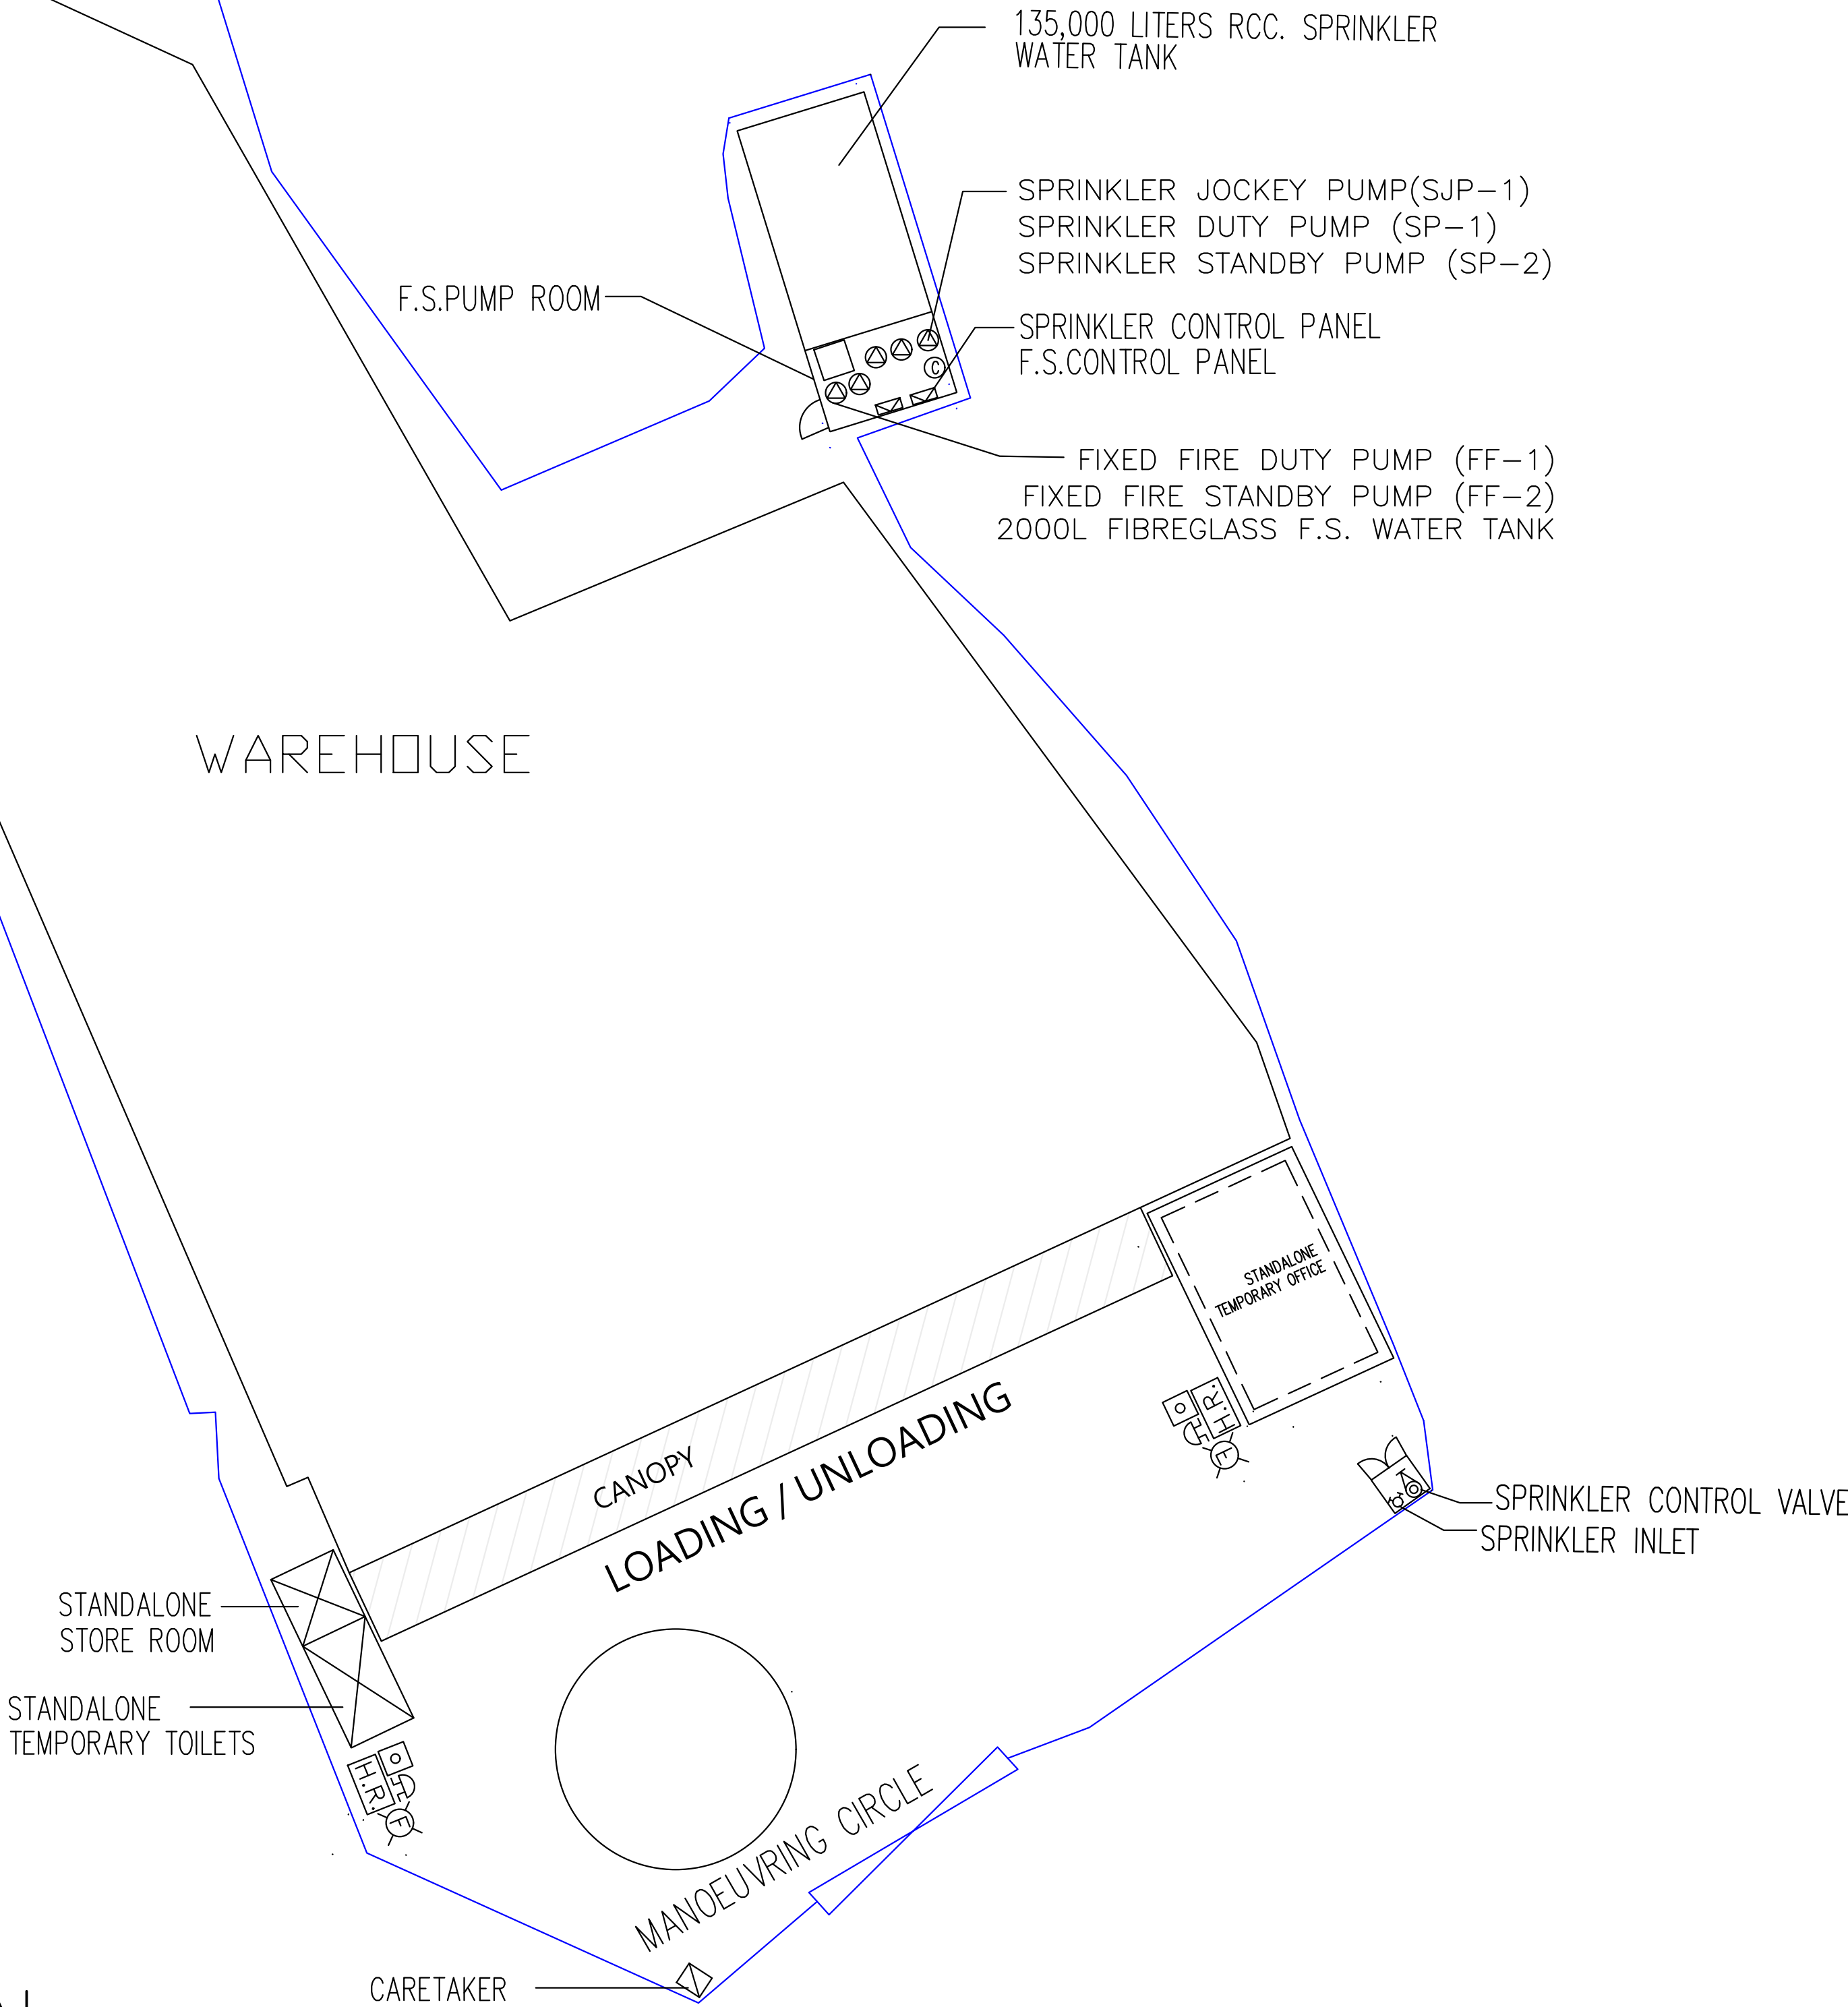 135,000 LITERS RCC. SPRINKLER
WATER TANK
SPRINKLER JOCKEY PUMP(SJP-1)
SPRINKLER DUTY PUMP (SP-1)
SPRINKLER STANDBY PUMP (SP-2)
F.S.PUMP ROOM
SPRINKLER CONTROL PANEL
F.S.CONTROL PANEL
C
FIXED FIRE DUTY PUMP (FF-1)
FIXED FIRE STANDBY PUMP (FF-2)
2000L FIBREGLASS F.S. WATER TANK
WAREHOUSE
STANDALONE
TEMPORARY OFFICE
CANOPY
LOADING / UNLOADING
H.R.
F
SPRINKLER CONTROL VALVE
SPRINKLER INLET
STANDALONE
STORE ROOM
STANDALONE
TEMPORARY TOILETS
H.R.
F
MANOEUVRING CIRCLE
CARETAKER